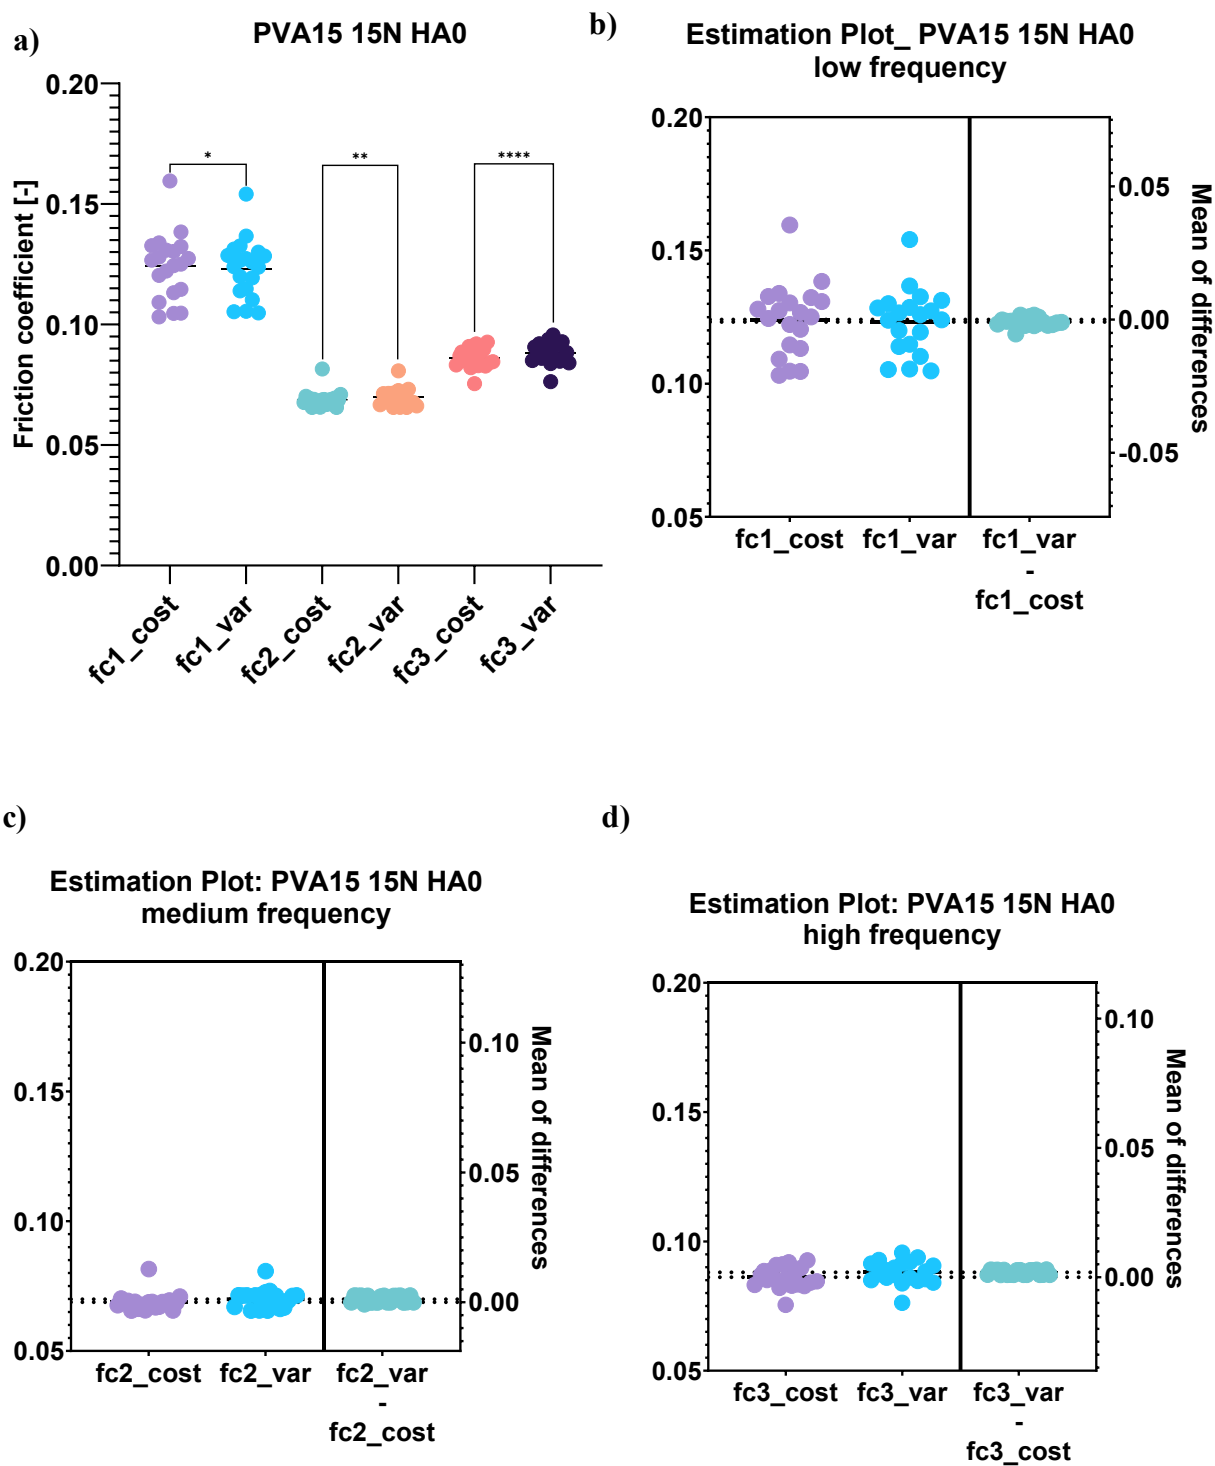 a)
PVA15 15N HA0
Friction coefficient [-]
0.20
0.15
0.10
0.05
0.00
*
**
****
fc1_cost
fc1_var
fc2_cost
fc2_var
fc3_cost
fc3_var
b)
Estimation Plot_ PVA15 15N HA0
low frequency
0.20
0.15
0.10
0.05
0.05
0.00
-0.05
Mean of differences
fc1_cost
fc1_var
fc1_var
-
fc1_cost
c)
Estimation Plot: PVA15 15N HA0
medium frequency
0.20
0.15
0.10
0.05
0.10
0.05
0.00
Mean of differences
fc2_cost
fc2_var
fc2_var
-
fc2_cost
d)
Estimation Plot: PVA15 15N HA0
high frequency
0.20
0.15
0.10
0.05
0.10
0.05
0.00
Mean of differences
fc3_cost
fc3_var
fc3_var
-
fc3_cost